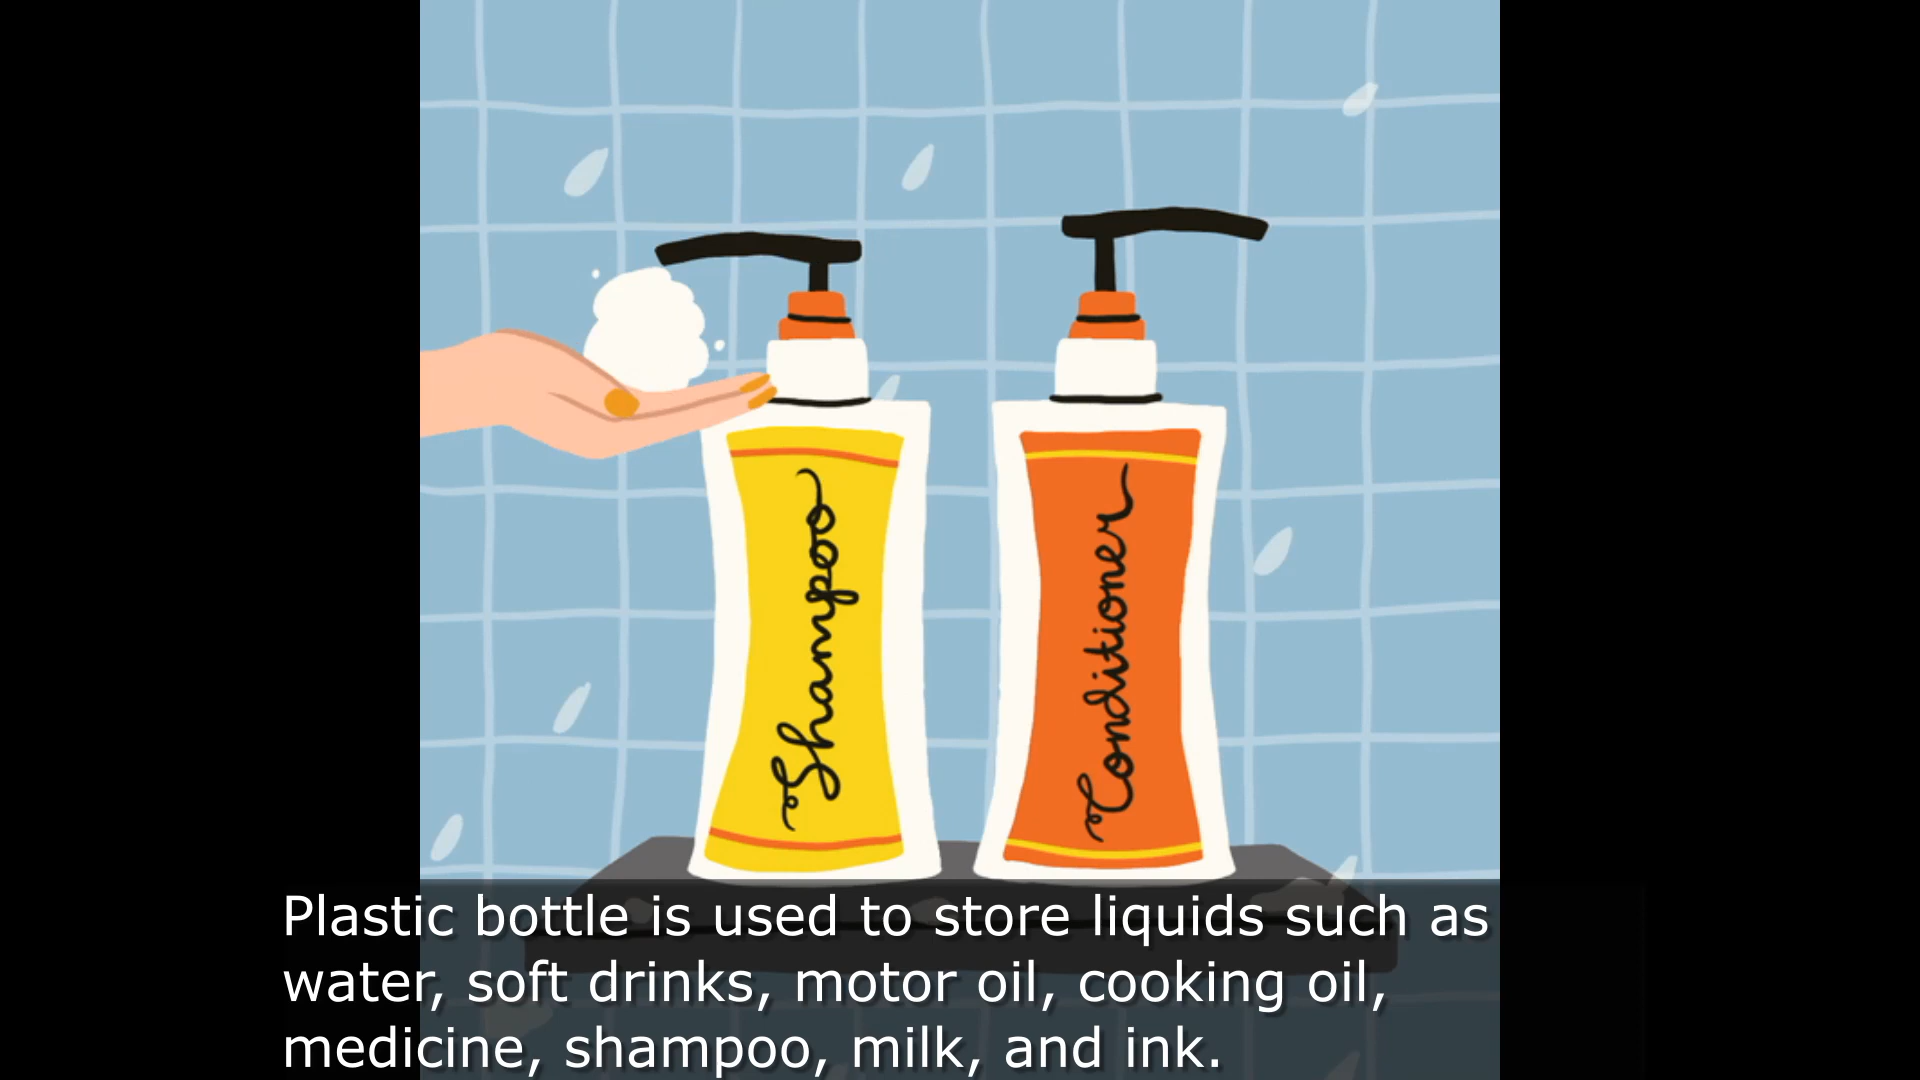 Shampoo
Conditioner
Plastic bottle is used to store liquids such as
water, soft drinks, motor oil, cooking oil,
medicine, shampoo, milk, and ink.